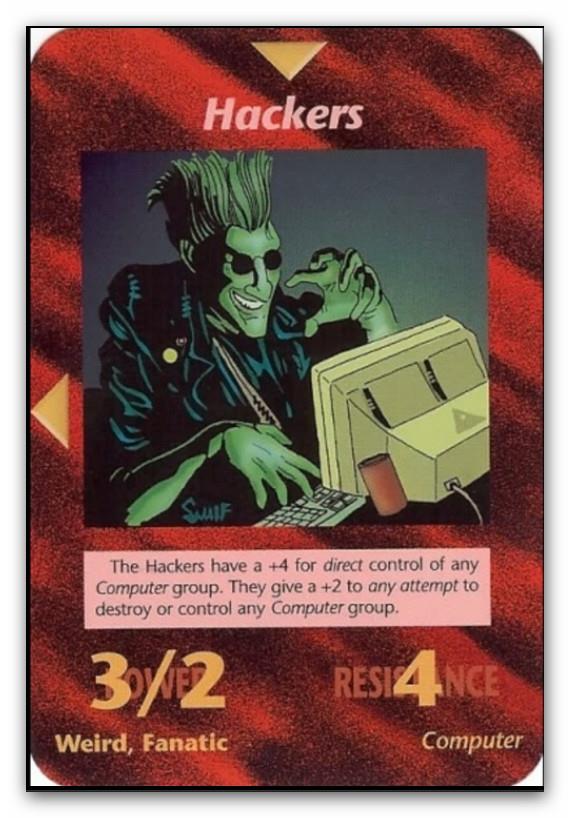 Hackers
The Hackers have a +4 for direct control of any
Computer group. They give a +2 to any attempt to
destroy or control any Computer group.
3/2 POWER
RESISTANCE 4
Weird, Fanatic
Computer